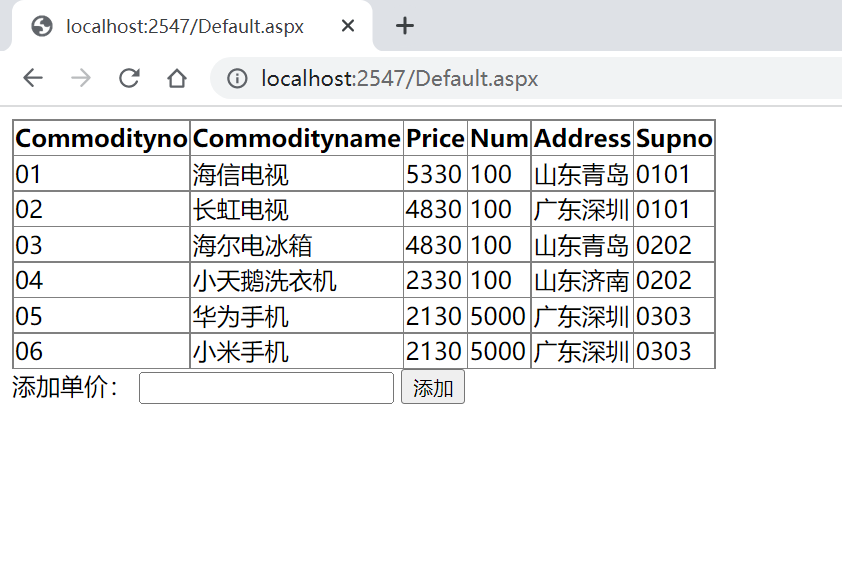 localhost:2547/Default.aspx
localhost:2547/Default.aspx
Commodityno Commodityname Price Num Address Supno
01 海信电视 5330 100 山东青岛 0101
02 长虹电视 4830 100 广东深圳 0101
03 海尔电冰箱 4830 100 山东青岛 0202
04 小天鹅洗衣机 2330 100 山东济南 0202
05 华为手机 2130 5000 广东深圳 0303
06 小米手机 2130 5000 广东深圳 0303
添加单价： 添加